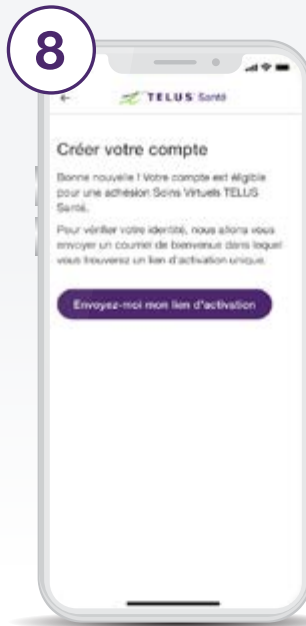 8
TELUS Santé
Créer votre compte
Bonne nouvelle ! Votre compte est éligible
pour une adhésion Soins Virtuels TELUS
Santé.
Pour vérifier votre identité, nous allons vous
envoyer un courriel de bienvenue dans lequel
vous trouverez un lien d'activation unique.
Envoyez-moi mon lien d'activation